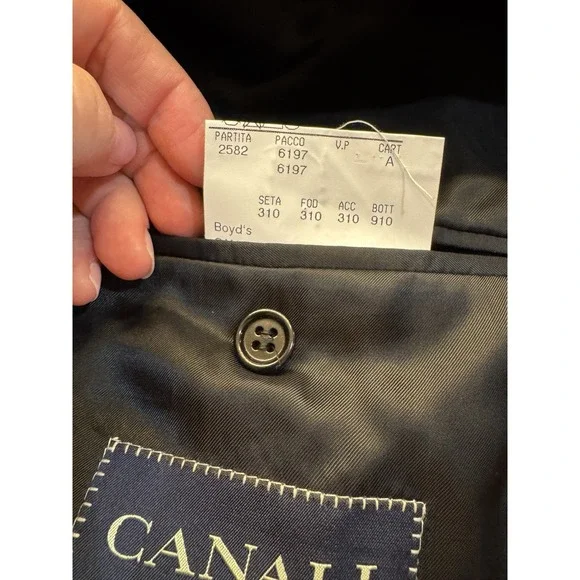 PARTITA PACCO V.P CART
2582 6197 A
6197
SETA FOD ACC BOTT
310 310 310 910
Boyd's
CANALI